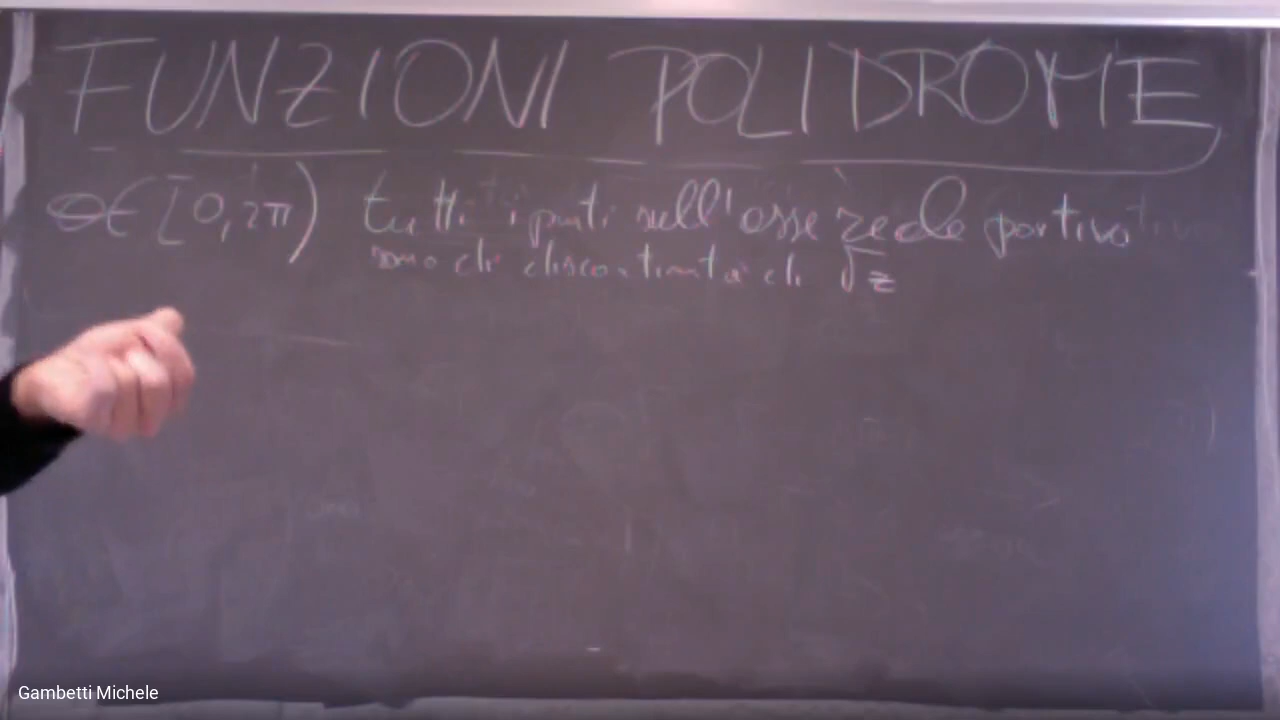 FUNZIONI POLIDROME
θ∈[0,2π) tutti i punti sull'asse reale positivo
sono di discontinuità di √z
Gambetti Michele